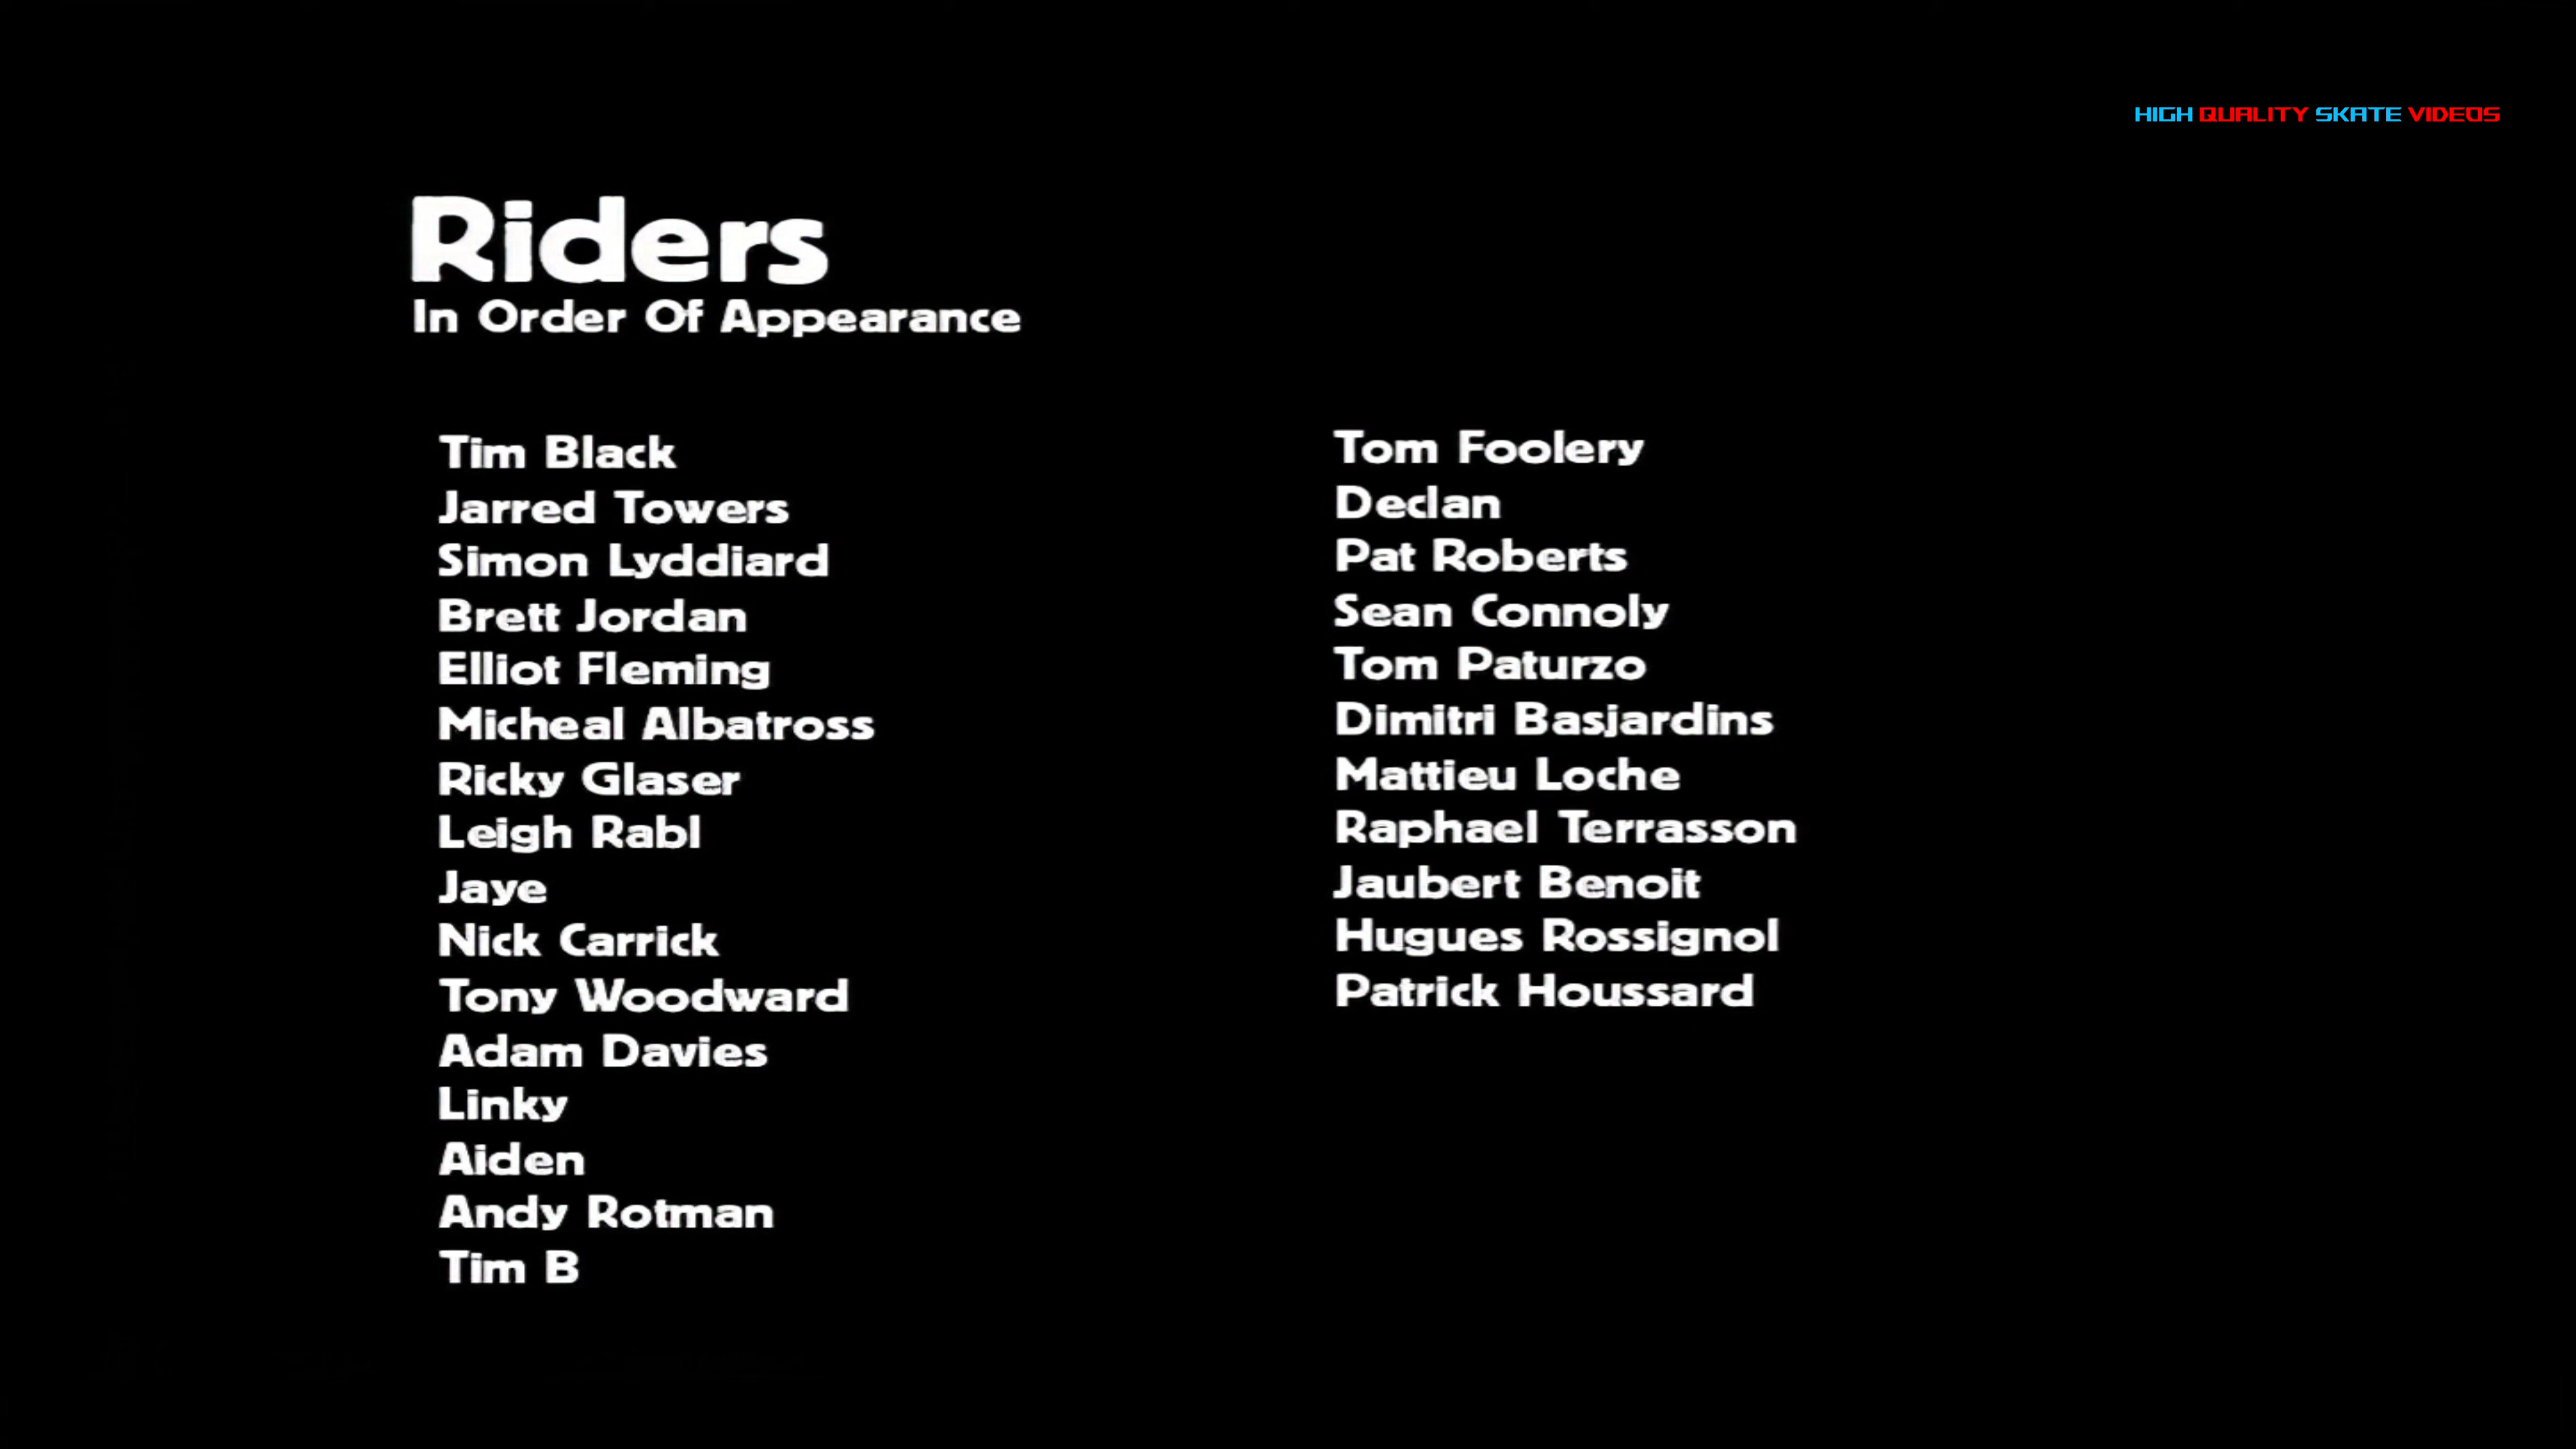 HIGH QUALITY SKATE VIDEOS
Riders
In Order Of Appearance
Tim Black
Jarred Towers
Simon Lyddiard
Brett Jordan
Elliot Fleming
Micheal Albatross
Ricky Glaser
Leigh Rabl
Jaye
Nick Carrick
Tony Woodward
Adam Davies
Linky
Aiden
Andy Rotman
Tim B
Tom Foolery
Declan
Pat Roberts
Sean Connoly
Tom Paturzo
Dimitri Basjardins
Mattieu Loche
Raphael Terrasson
Jaubert Benoit
Hugues Rossignol
Patrick Houssard